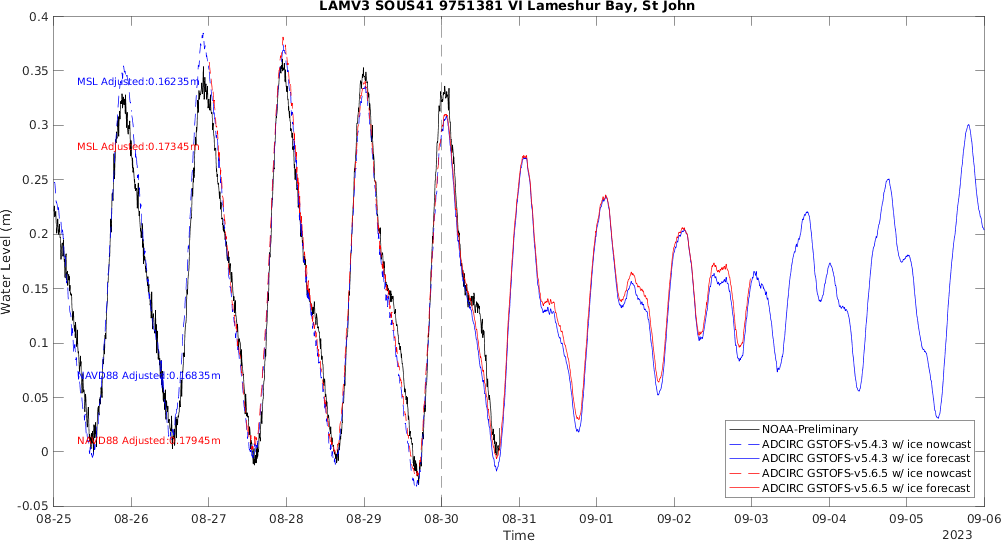 LAMV3 SOUS41 9751381 VI Lameshur Bay, St John
0.4
0.35
0.3
0.25
0.2
0.15
0.1
0.05
0
-0.05
Water Level (m)
MSL Adjusted:0.16235m
MSL Adjusted:0.17345m
NAVD88 Adjusted:0.16835m
NAVD88 Adjusted:0.17945m
NOAA-Preliminary
ADCIRC GSTOFS-v5.4.3 w/ ice nowcast
ADCIRC GSTOFS-v5.4.3 w/ ice forecast
ADCIRC GSTOFS-v5.6.5 w/ ice nowcast
ADCIRC GSTOFS-v5.6.5 w/ ice forecast
08-25 08-26 08-27 08-28 08-29 08-30 08-31 09-01 09-02 09-03 09-04 09-05 09-06
Time
2023